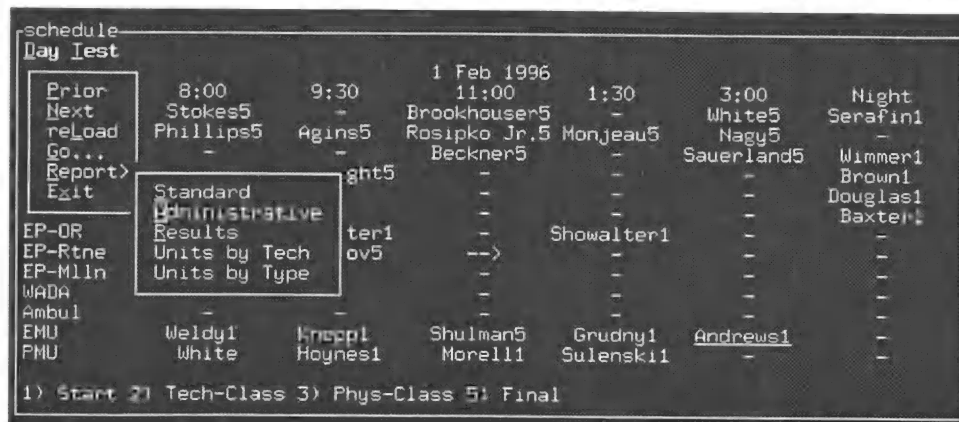 schedule
Day Test
1 Feb 1996
Prior 8:00 9:30 11:00 1:30 3:00 Night
Next Stokes5 - Brookhouser5 White5 Serafin1
reLoad Phillips5 Agins5 Rosipko Jr.5 Monjeau5 Nagy5 -
Go... - - Beckner5 Sauerland5 Wimmer1
Report> ght5 - - - Brown1
Exit Standard - - - Douglas1
Administrative - - - Baxter1
EP-OR Results ter1 - Showalter1 - -
EP-Rtne Units by Tech ov5 --> - - -
EP-Mlln Units by Type - - - -
WADA - - - -
Ambul - - - - - -
EMU Weldy1 Knepp1 Shulman5 Grudny1 Andrews1 -
PMU White Hoynes1 Morell1 Sulenski1 - -
1) Start 2) Tech-Class 3) Phys-Class 5: Final